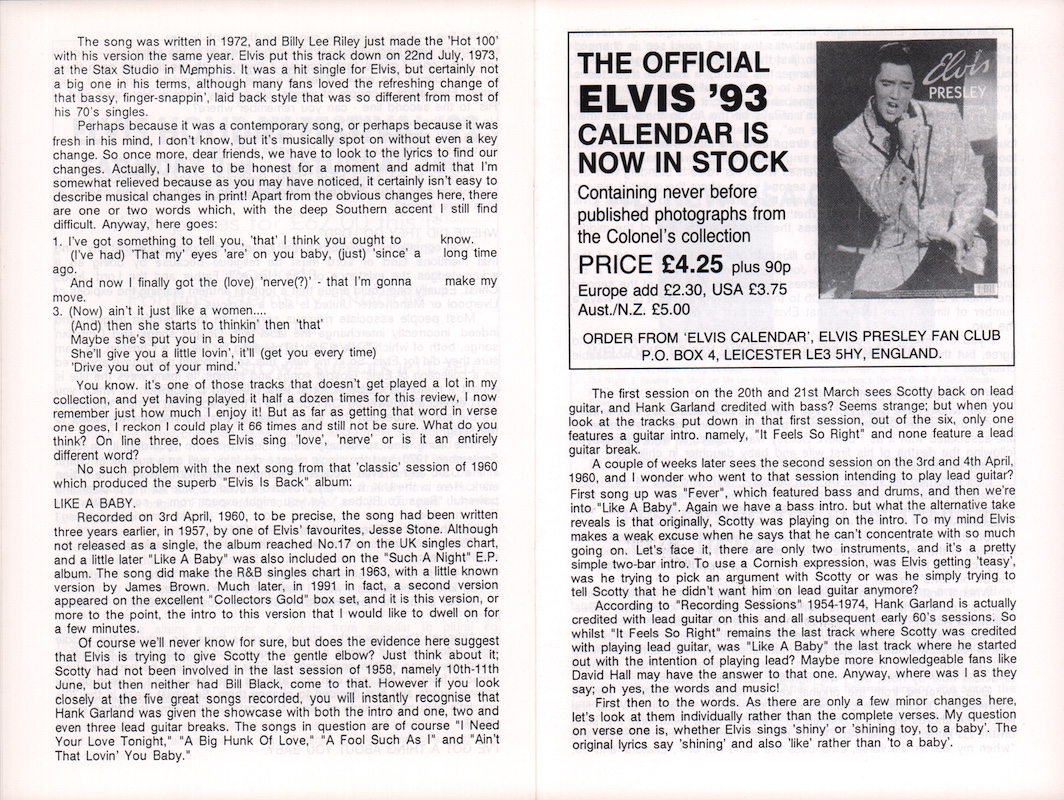 The song was written in 1972, and Billy Lee Riley just made the 'Hot 100'
with his version the same year. Elvis put this track down on 22nd July, 1973,
at the Stax Studio in Memphis. It was a hit single for Elvis, but certainly not
a big one in his terms, although many fans loved the refreshing change of
that bassy, finger-snappin', laid back style that was so different from most of
his 70's singles.
Perhaps because it was a contemporary song, or perhaps because it was
fresh in his mind, I don't know, but it's musically spot on without even a key
change. So once more, dear friends, we have to look to the lyrics to find our
changes. Actually, I have to be honest for a moment and admit that I'm
somewhat relieved because as you may have noticed, it certainly isn't easy to
describe musical changes in print! Apart from the obvious changes here, there
are one or two words which, with the deep Southern accent I still find
difficult. Anyway, here goes:
1. I've got something to tell you, 'that' I think you ought to know.
(I've had) 'That my' eyes 'are' on you baby, (just) 'since' a long time
ago.
And now I finally got the (love) 'nerve(?)' - that I'm gonna make my
move.
3. (Now) ain't it just like a women....
(And) then she starts to thinkin' then 'that'
Maybe she's put you in a bind
She'll give you a little lovin', it'll (get you every time)
'Drive you out of your mind.'
You know. it's one of those tracks that doesn't get played a lot in my
collection, and yet having played it half a dozen times for this review, I now
remember just how much I enjoy it! But as far as getting that word in verse
one goes, I reckon I could play it 66 times and still not be sure. What do you
think? On line three, does Elvis sing 'love', 'nerve' or is it an entirely
different word?
No such problem with the next song from that 'classic' session of 1960
which produced the superb "Elvis Is Back" album:
LIKE A BABY.
Recorded on 3rd April, 1960, to be precise, the song had been written
three years earlier, in 1957, by one of Elvis' favourites, Jesse Stone. Although
not released as a single, the album reached No.17 on the UK singles chart,
and a little later "Like A Baby" was also included on the "Such A Night" E.P.
album. The song did make the R&B singles chart in 1963, with a little known
version by James Brown. Much later, in 1991 in fact, a second version
appeared on the excellent "Collectors Gold" box set, and it is this version, or
more to the point, the intro to this version that I would like to dwell on for
a few minutes.
Of course we'll never know for sure, but does the evidence here suggest
that Elvis is trying to give Scotty the gentle elbow? Just think about it;
Scotty had not been involved in the last session of 1958, namely 10th-11th
June, but then neither had Bill Black, come to that. However if you look
closely at the five great songs recorded, you will instantly recognise that
Hank Garland was given the showcase with both the intro and one, two and
even three lead guitar breaks. The songs in question are of course "I Need
Your Love Tonight," "A Big Hunk Of Love," "A Fool Such As I" and "Ain't
That Lovin' You Baby."
THE OFFICIAL
ELVIS '93
CALENDAR IS
NOW IN STOCK
Containing never before
published photographs from
the Colonel's collection
PRICE £4.25 plus 90p
Europe add £2.30, USA £3.75
Aust./N.Z. £5.00
Elvis
PRESLEY
ORDER FROM 'ELVIS CALENDAR', ELVIS PRESLEY FAN CLUB
P.O. BOX 4, LEICESTER LE3 5HY, ENGLAND.
The first session on the 20th and 21st March sees Scotty back on lead
guitar, and Hank Garland credited with bass? Seems strange; but when you
look at the tracks put down in that first session, out of the six, only one
features a guitar intro. namely, "It Feels So Right" and none feature a lead
guitar break.
A couple of weeks later sees the second session on the 3rd and 4th April,
1960, and I wonder who went to that session intending to play lead guitar?
First song up was "Fever", which featured bass and drums, and then we're
into "Like A Baby". Again we have a bass intro. but what the alternative take
reveals is that originally, Scotty was playing on the intro. To my mind Elvis
makes a weak excuse when he says that he can't concentrate with so much
going on. Let's face it, there are only two instruments, and it's a pretty
simple two-bar intro. To use a Cornish expression, was Elvis getting 'teasy',
was he trying to pick an argument with Scotty or was he simply trying to
tell Scotty that he didn't want him on lead guitar anymore?
According to "Recording Sessions" 1954-1974, Hank Garland is actually
credited with lead guitar on this and all subsequent early 60's sessions. So
whilst "It Feels So Right" remains the last track where Scotty was credited
with playing lead guitar, was "Like A Baby" the last track where he started
out with the intention of playing lead? Maybe more knowledgeable fans like
David Hall may have the answer to that one. Anyway, where was I as they
say; oh yes, the words and music!
First then to the words. As there are only a few minor changes here,
let's look at them individually rather than the complete verses. My question
on verse one is, whether Elvis sings 'shiny' or 'shining toy, to a baby'. The
original lyrics say 'shining' and also 'like' rather than 'to a baby'.